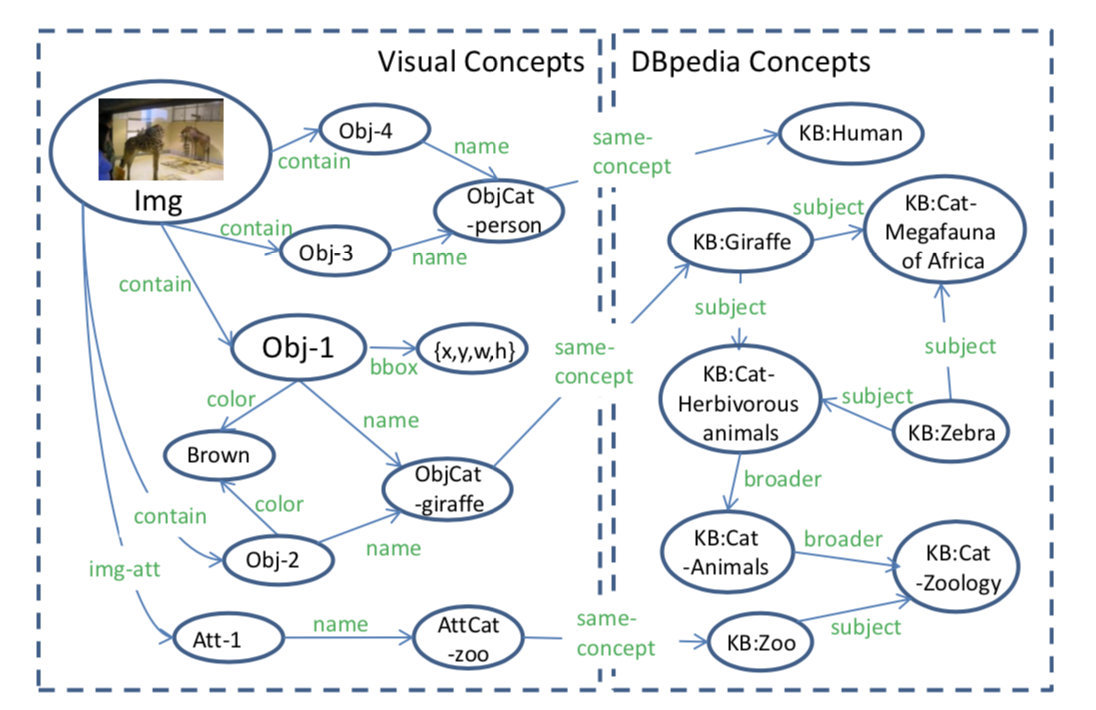 Visual Concepts
DBpedia Concepts
Img
contain
Obj-4
name
ObjCat
-person
same-
concept
KB:Human
contain
Obj-3
name
KB:Giraffe
subject
KB:Cat-
Megafauna
of Africa
contain
Obj-1
bbox
{x,y,w,h}
same-
concept
subject
subject
color
name
KB:Cat-
Herbivorous
animals
subject
KB:Zebra
Brown
ObjCat
-giraffe
broader
contain
color
name
Obj-2
KB:Cat
-Animals
broader
KB:Cat
-Zoology
img-att
Att-1
name
AttCat
-zoo
same-
concept
KB:Zoo
subject